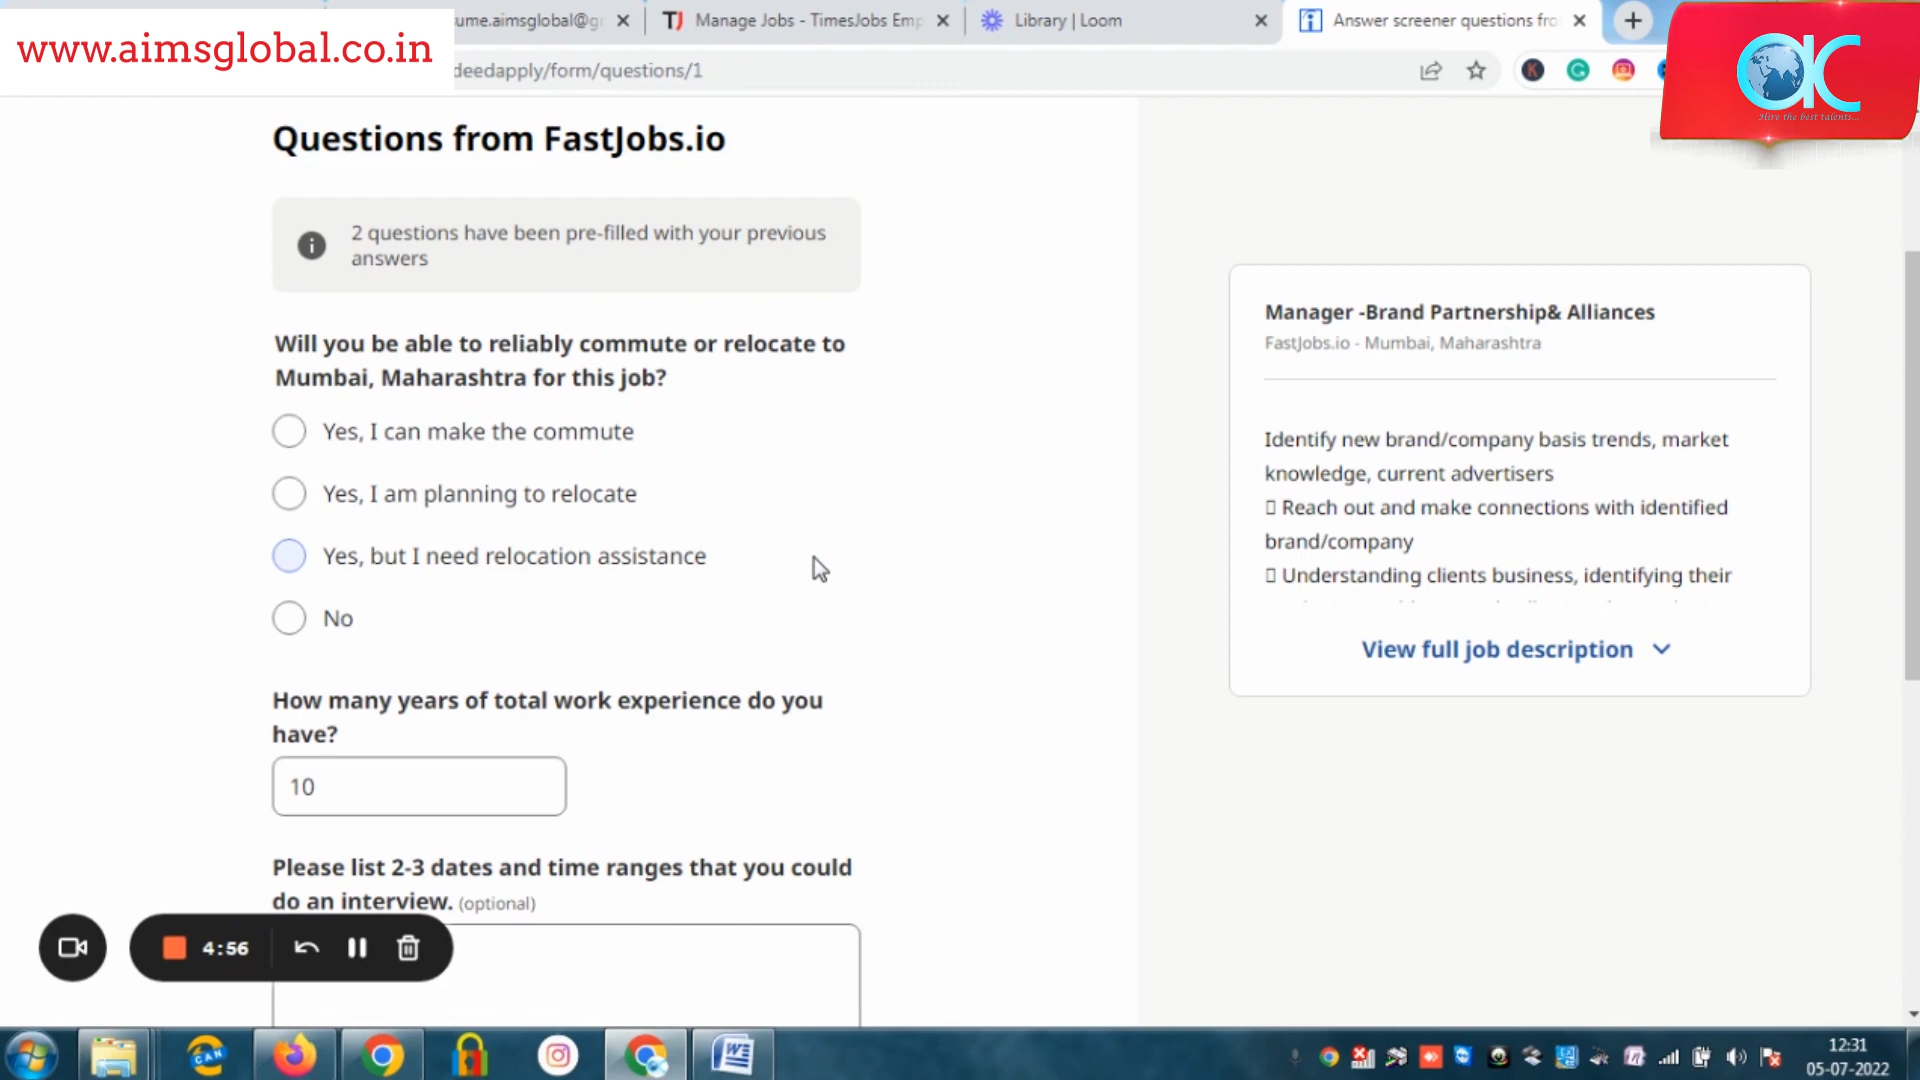 www.aimsglobal.co.in
ume.aimsglobal@g
TJ Manage Jobs - TimesJobs Emp
Library | Loom
Answer screener questions fro
deedapply/form/questions/1
Hire the best talents...
Questions from FastJobs.io
2 questions have been pre-filled with your previous
answers
Will you be able to reliably commute or relocate to
Mumbai, Maharashtra for this job?
Yes, I can make the commute
Yes, I am planning to relocate
Yes, but I need relocation assistance
No
How many years of total work experience do you
have?
10
Please list 2-3 dates and time ranges that you could
do an interview. (optional)
Manager -Brand Partnership& Alliances
FastJobs.io - Mumbai, Maharashtra
Identify new brand/company basis trends, market
knowledge, current advertisers
Reach out and make connections with identified
brand/company
Understanding clients business, identifying their
View full job description
4:56
CAN
12:31
05-07-2022